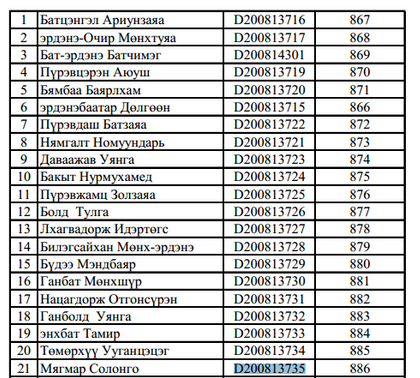 1 Батцэнгэл Ариунзаяа D200813716 867
2 эрдэнэ-Очир Мөнхтуяа D200813717 868
3 Бат-эрдэнэ Батчимэг D200814301 869
4 Пүрэвцэрэн Аюуш D200813719 870
5 Бямбаа Баярлхам D200813720 871
6 эрдэнэбаатар Дөлгөөн D200813715 866
7 Пүрэвдаш Батзаяа D200813722 872
8 Нямгалт Номуундарь D200813721 873
9 Даваажав Уянга D200813723 874
10 Бакыт Нурмухамед D200813724 875
11 Пүрэвжамц Золзаяа D200813725 876
12 Болд Тулга D200813726 877
13 Лхагвадорж Идэртөгс D200813727 878
14 Билэгсайхан Мөнх-эрдэнэ D200813728 879
15 Бүдээ Мэндбаяр D200813729 880
16 Ганбат Мөнхшүр D200813730 881
17 Нацагдорж Отгонсүрэн D200813731 882
18 Ганболд Уянга D200813732 883
19 энхбат Тамир D200813733 884
20 Төмөрхүү Ууганцэцэг D200813734 885
21 Мягмар Солонго D200813735 886